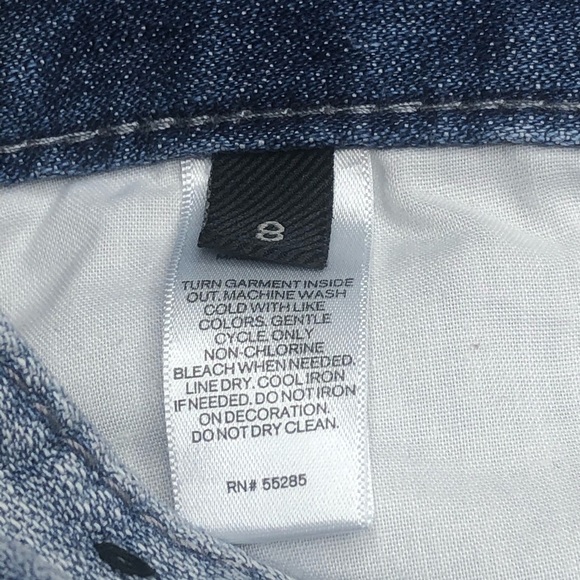 8
TURN GARMENT INSIDE
OUT. MACHINE WASH
COLD WITH LIKE
COLORS. GENTLE
CYCLE. ONLY
NON-CHLORINE
BLEACH WHEN NEEDED.
LINE DRY. COOL IRON
IF NEEDED. DO NOT IRON
ON DECORATION.
DO NOT DRY CLEAN.
RN# 55285